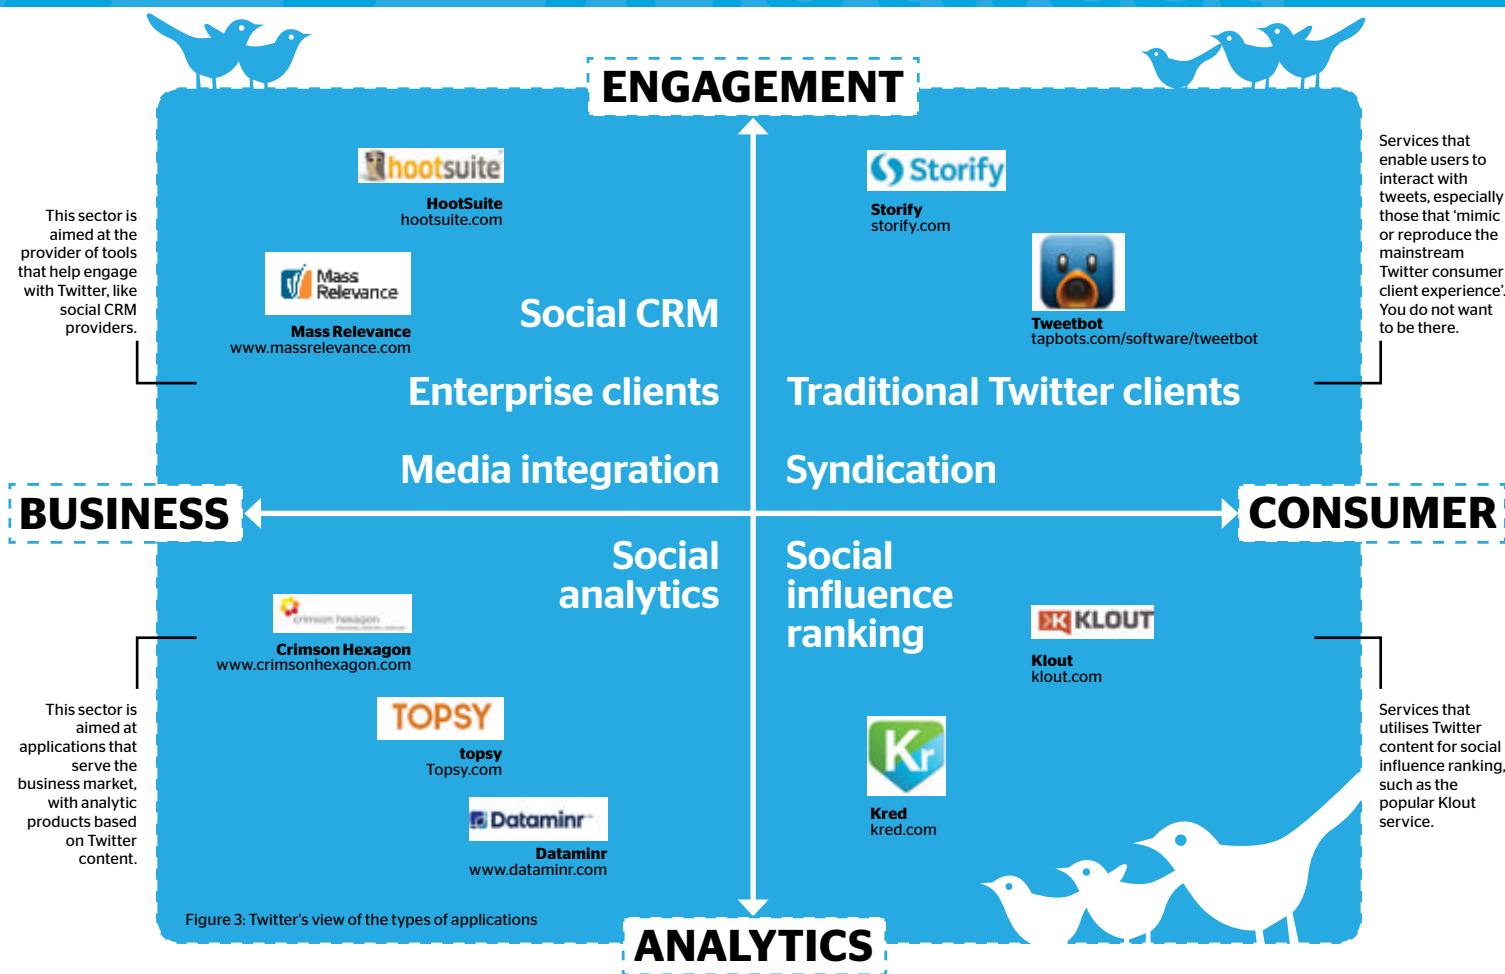 ENGAGEMENT
hootsuite
HootSuite
hootsuite.com
Mass
Relevance
Mass Relevance
www.massrelevance.com
This sector is
aimed at the
provider of tools
that help engage
with Twitter, like
social CRM
providers.
Storify
Storify
storify.com
Tweetbot
tapbots.com/software/tweetbot
Services that
enable users to
interact with
tweets, especially
those that ‘mimic
or reproduce the
mainstream
Twitter consumer
client experience’.
You do not want
to be there.
Social CRM
Enterprise clients
Media integration
Traditional Twitter clients
Syndication
BUSINESS
CONSUMER
Social
analytics
Social
influence
ranking
crimson hexagon
Crimson Hexagon
www.crimsonhexagon.com
TOPSY
topsy
Topsy.com
Dataminr
Dataminr
www.dataminr.com
This sector is
aimed at
applications that
serve the
business market,
with analytic
products based
on Twitter
content.
KLOUT
Klout
klout.com
Kr
Kred
kred.com
Services that
utilises Twitter
content for social
influence ranking,
such as the
popular Klout
service.
Figure 3: Twitter's view of the types of applications
ANALYTICS